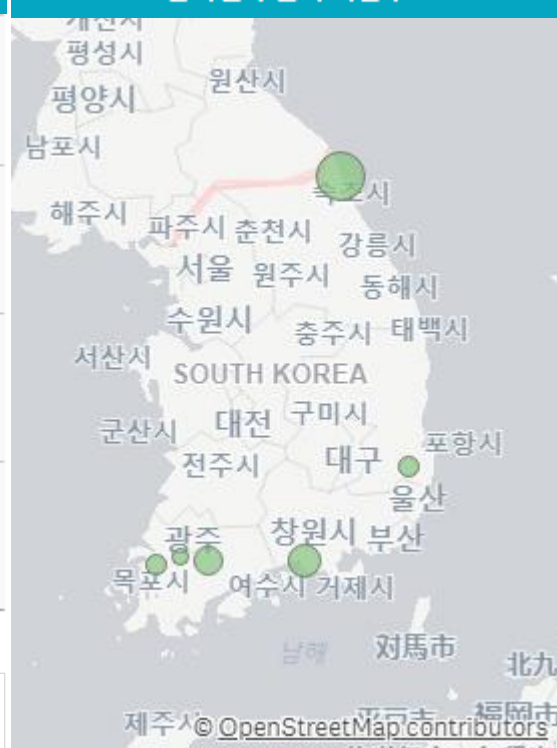 평성시
원산시
평양시
남포시
해주시
파주시 춘천시
강릉시
서울 원주시
동해시
수원시
충주시 태백시
서산시
SOUTH KOREA
군산시 대전 구미시
포항시
전주시 대구
울산
광주 창원시 부산
목포시 여수시 거제시
남해
対馬市
北九
제주시
© OpenStreetMap contributors